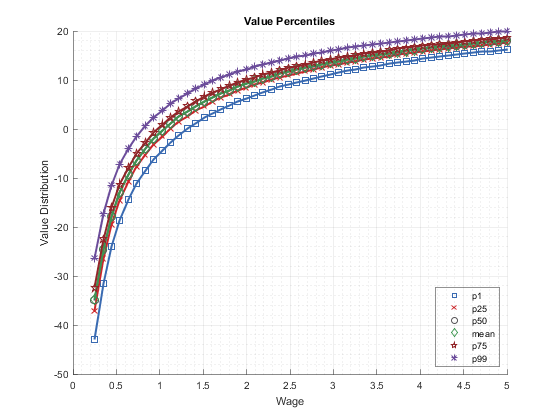 Value Percentiles
20
10
0
-10
-20
-30
-40
-50
Value Distribution
0 0.5 1 1.5 2 2.5 3 3.5 4 4.5 5
Wage
p1
p25
p50
mean
p75
p99